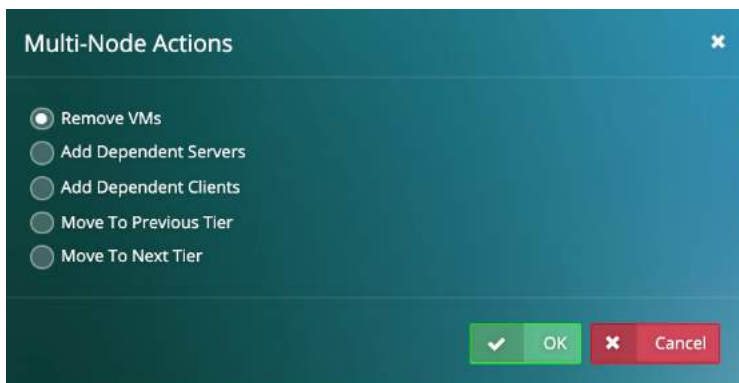 Multi-Node Actions
Remove VMs
Add Dependent Servers
Add Dependent Clients
Move To Previous Tier
Move To Next Tier
OK Cancel